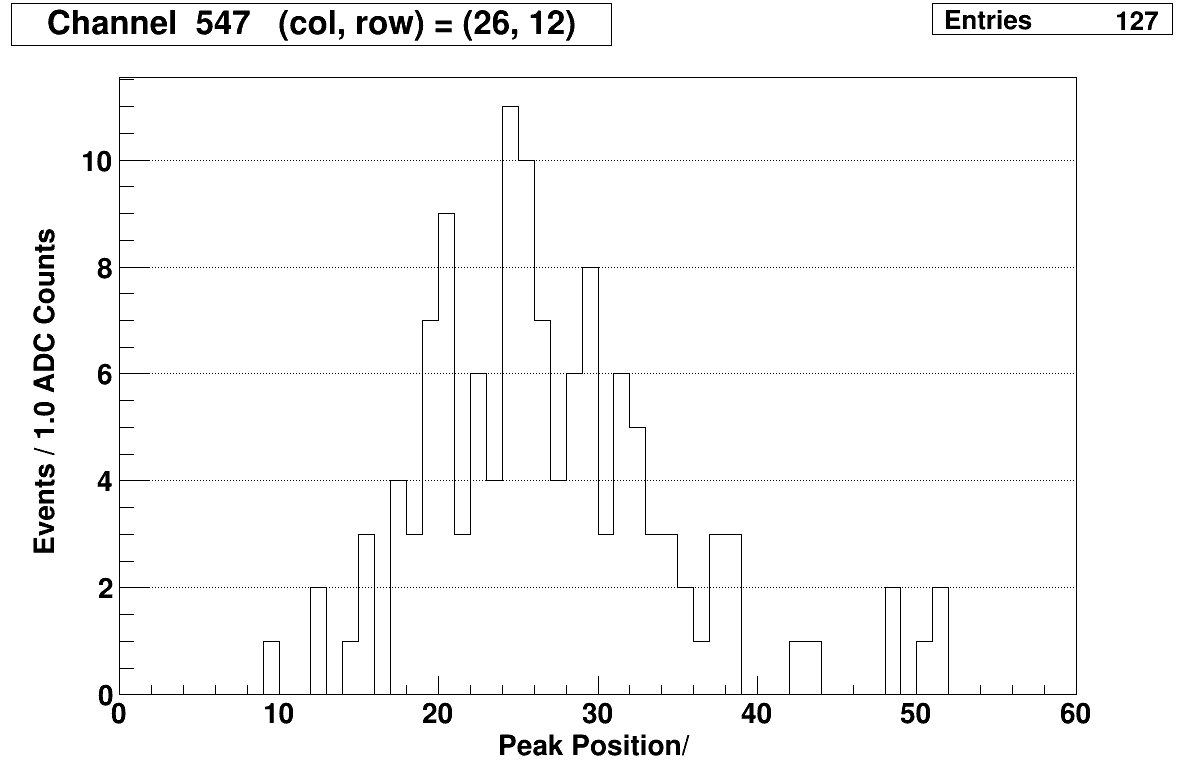 Channel 547 (col, row) = (26, 12)
Entries 127
10
8
6
4
2
0
Events / 1.0 ADC Counts
0 10 20 30 40 50 60
Peak Position/